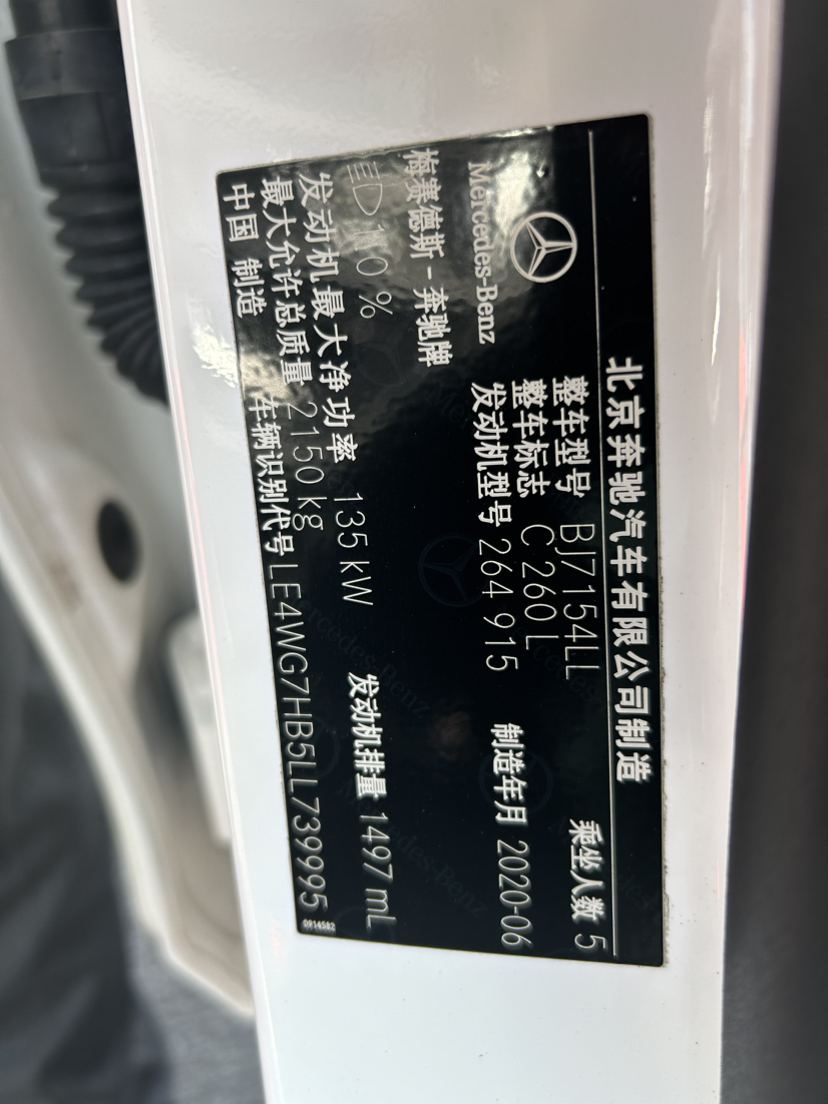 北京奔驰汽车有限公司制造
整车型号 BJ7154LL 乘坐人数 5
整车标志 C 260 L
Mercedes-Benz 发动机型号 264 915 制造年月 2020-06
梅赛德斯-奔驰牌
%
发动机最大净功率 135 kW 发动机排量 1497 mL
最大允许总质量 2150 kg
中国 制造 车辆识别代号 LE4WG7HB5LL739995
0914582